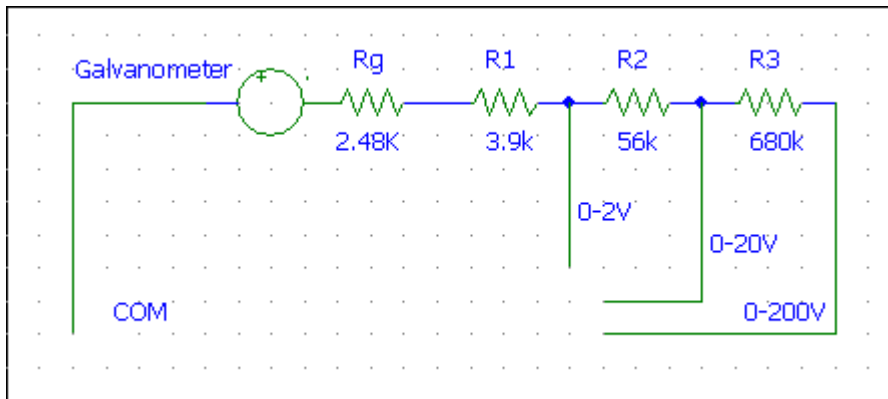 Galvanometer
+
Rg
R1
R2
R3
2.48K
3.9k
56k
680k
0-2V
0-20V
COM
0-200V